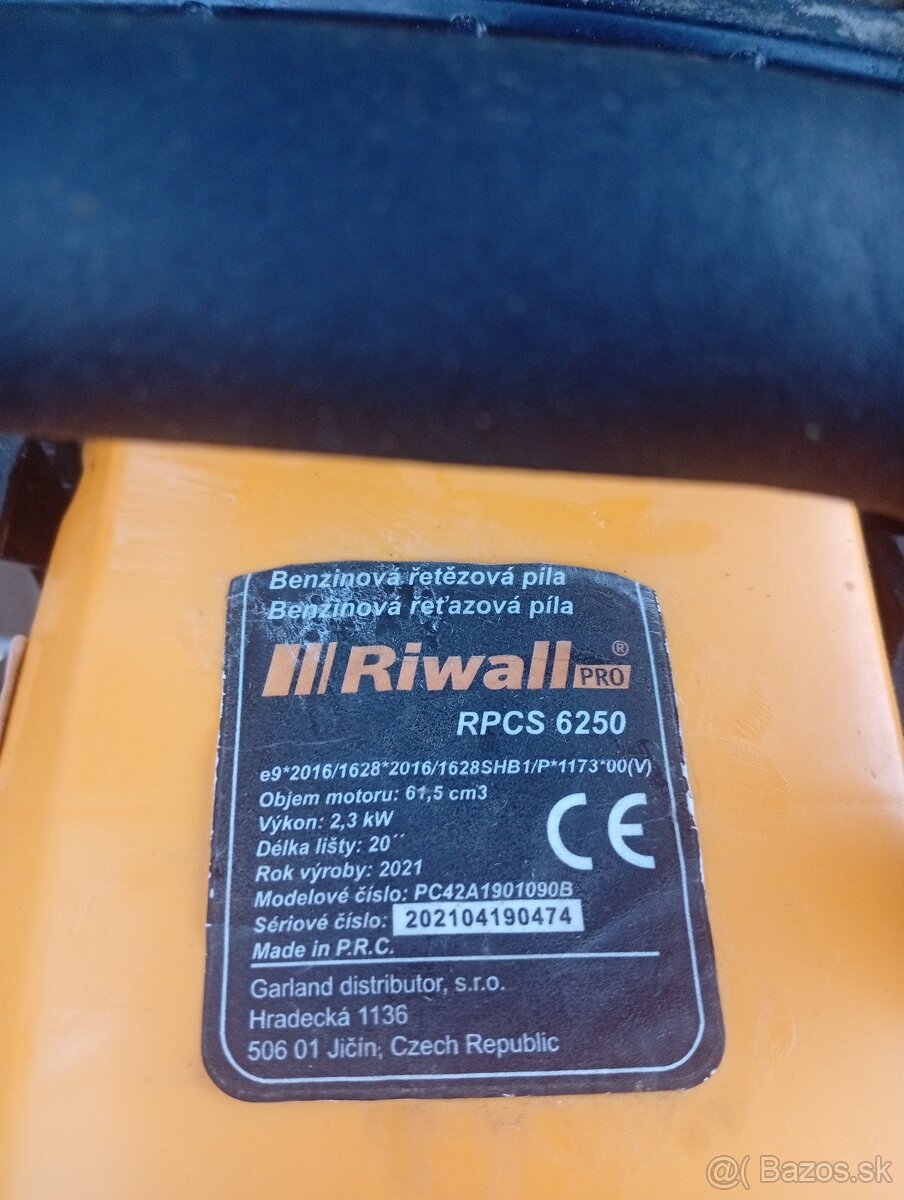 Benzinová řetězová pila
Benzinová řeťazová píla
Riwall PRO ®
RPCS 6250
e9*2016/1628*2016/1628SHB1/P*1173*00(V)
Objem motoru: 61,5 cm3
Výkon: 2,3 kW
Délka lišty: 20´´
Rok výroby: 2021
Modelové číslo: PC42A1901090B
Sériové číslo: 202104190474
Made in P.R.C.
CE
Garland distributor, s.r.o.
Hradecká 1136
506 01 Jičín, Czech Republic
@( Bazos.sk